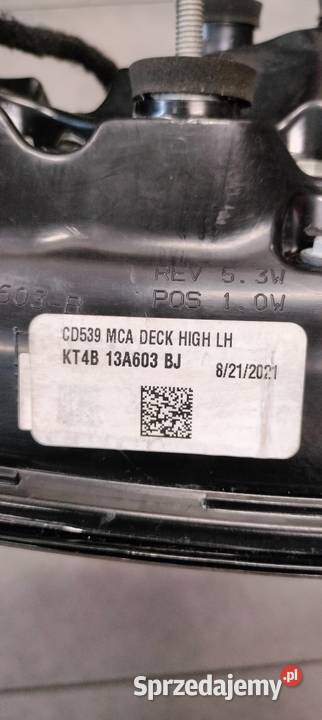 603-B
REV 5.3W
POS 1.0W
CD539 MCA DECK HIGH LH
KT4B 13A603 BJ
8/21/2021
Sprzedajemy.pl